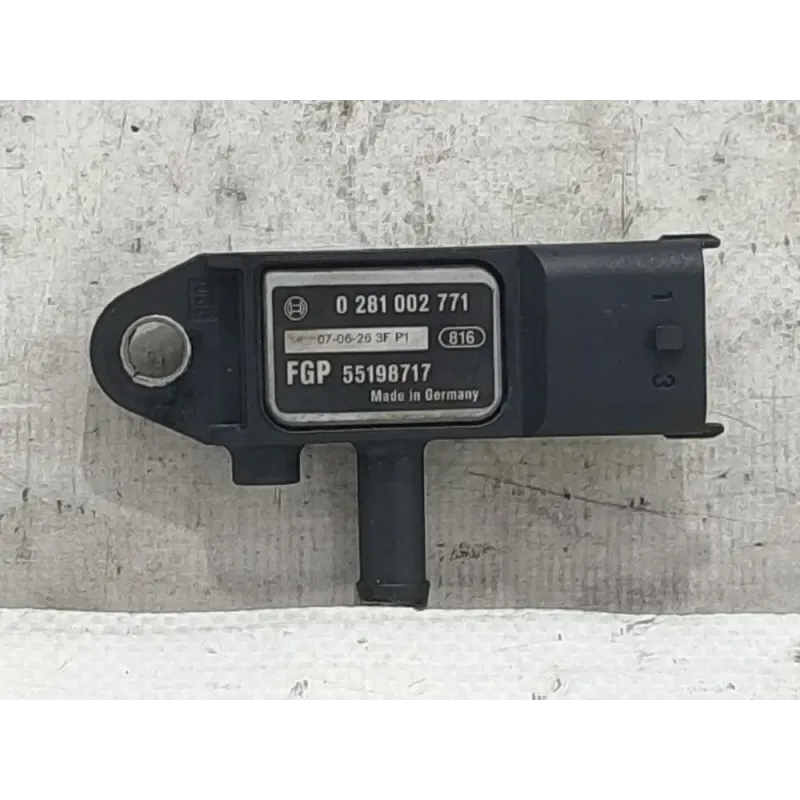 0 281 002 771
07-06-26 3F P1
816
FGP 55198717
Made in Germany
1
3